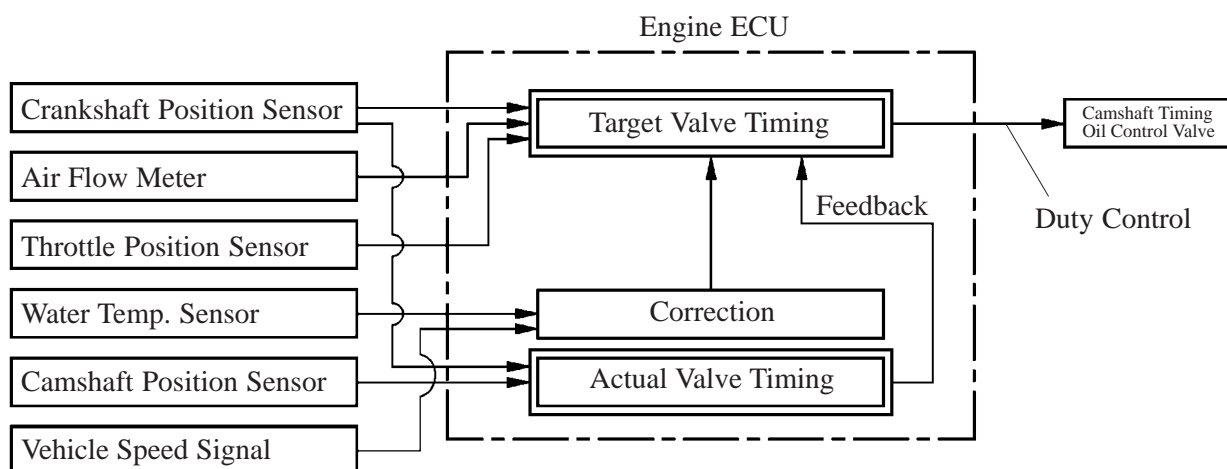 Engine ECU
Crankshaft Position Sensor
Air Flow Meter
Throttle Position Sensor
Water Temp. Sensor
Camshaft Position Sensor
Vehicle Speed Signal
Target Valve Timing
Feedback
Correction
Actual Valve Timing
Camshaft Timing
Oil Control Valve
Duty Control